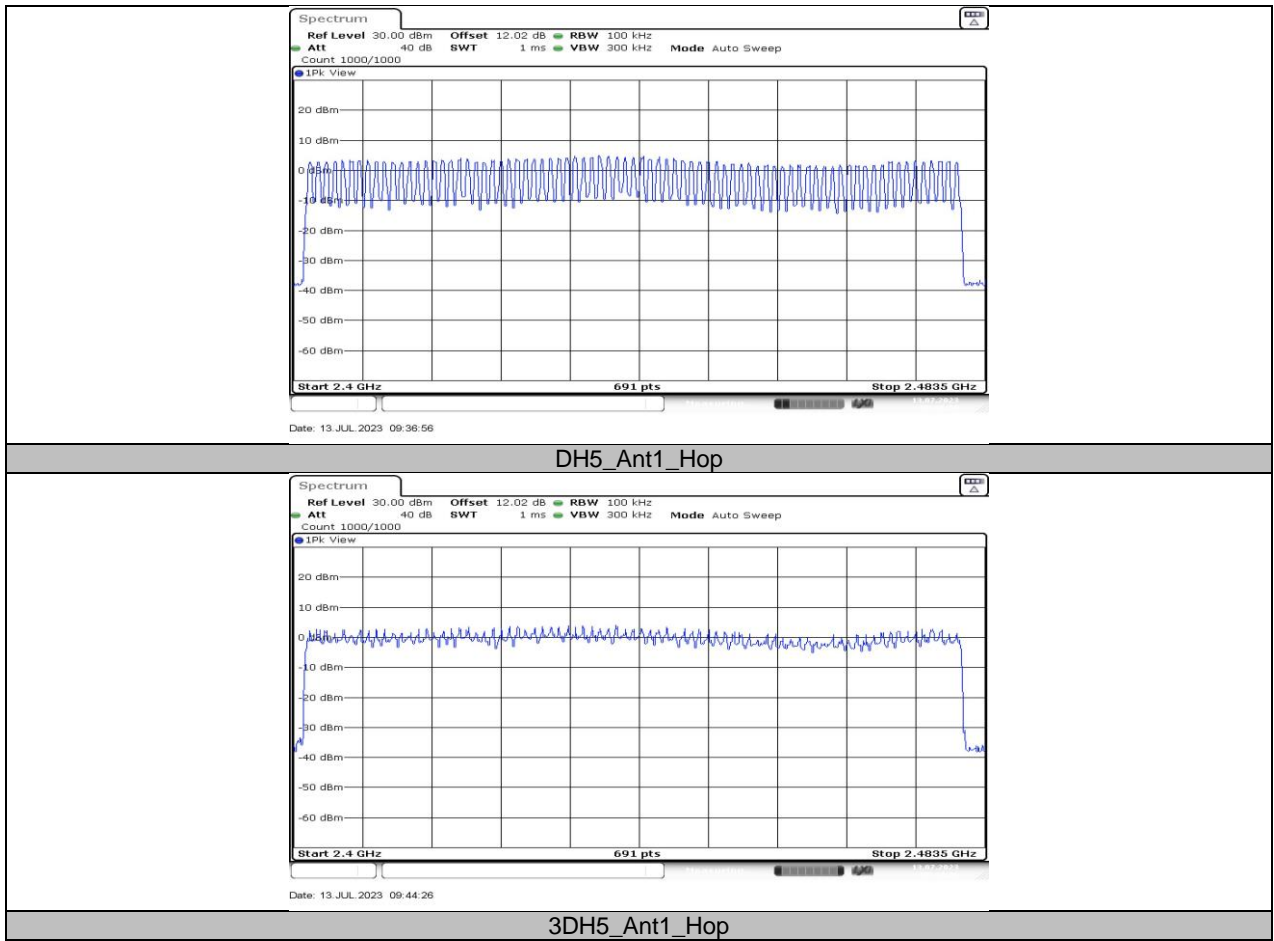 Spectrum
Ref Level 30.00 dBm Offset 12.02 dB RBW 100 kHz
Att 40 dB SWT 1 ms VBW 300 kHz Mode Auto Sweep
Count 1000/1000
1Pk View
20 dBm
10 dBm
0 dBm
-10 dBm
-20 dBm
-30 dBm
-40 dBm
-50 dBm
-60 dBm
Start 2.4 GHz 691 pts Stop 2.4835 GHz
Date: 13.JUL.2023 09:36:56
DH5_Ant1_Hop
Spectrum
Ref Level 30.00 dBm Offset 12.02 dB RBW 100 kHz
Att 40 dB SWT 1 ms VBW 300 kHz Mode Auto Sweep
Count 1000/1000
1Pk View
20 dBm
10 dBm
0 dBm
-10 dBm
-20 dBm
-30 dBm
-40 dBm
-50 dBm
-60 dBm
Start 2.4 GHz 691 pts Stop 2.4835 GHz
Date: 13.JUL.2023 09:44:26
3DH5_Ant1_Hop